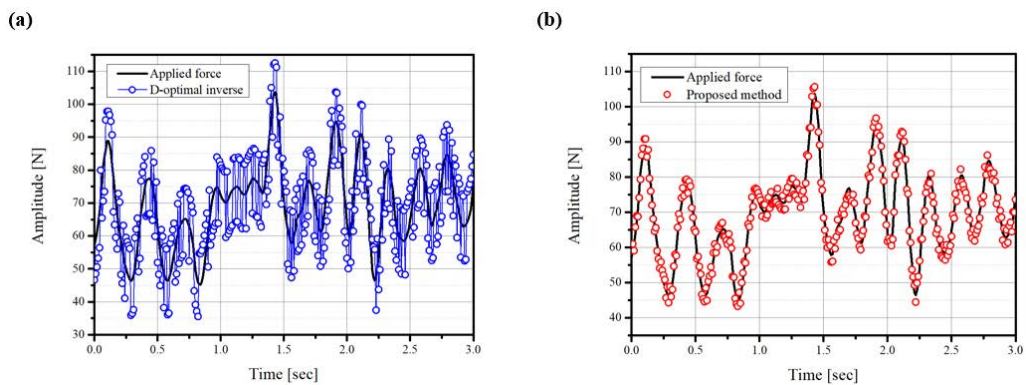 (a)
110
100
90
80
70
60
50
40
30
Amplitude [N]
Applied force
D-optimal inverse
0.0 0.5 1.0 1.5 2.0 2.5 3.0
Time [sec]
(b)
110
100
90
80
70
60
50
40
Amplitude [N]
Applied force
Proposed method
0.0 0.5 1.0 1.5 2.0 2.5 3.0
Time [sec]